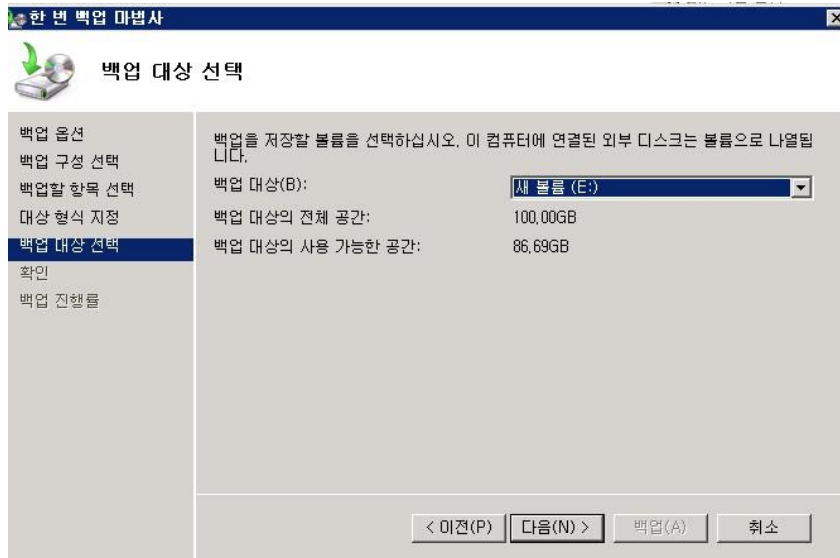 한 번 백업 마법사
백업 대상 선택
백업 옵션
백업 구성 선택
백업할 항목 선택
대상 형식 지정
백업 대상 선택
확인
백업 진행률
백업을 저장할 볼륨을 선택하십시오. 이 컴퓨터에 연결된 외부 디스크는 볼륨으로 나열됩
니다.
백업 대상(B): 새 볼륨 (E:)
백업 대상의 전체 공간: 100,00GB
백업 대상의 사용 가능한 공간: 86,69GB
< 이전(P) 다음(N) > 백업(A) 취소